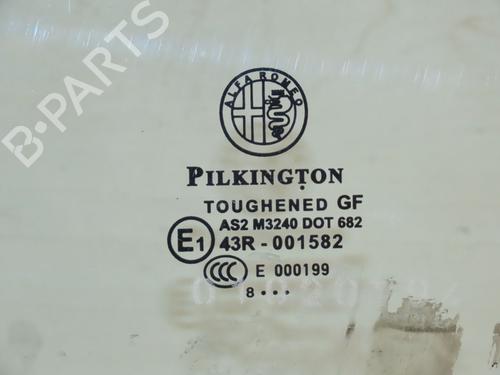 B-PARTS
ALFA ROMEO
PILKINGTON
TOUGHENED GF
AS2 M3240 DOT 682
E1 43R - 001582
CCC E 000199
8 •••